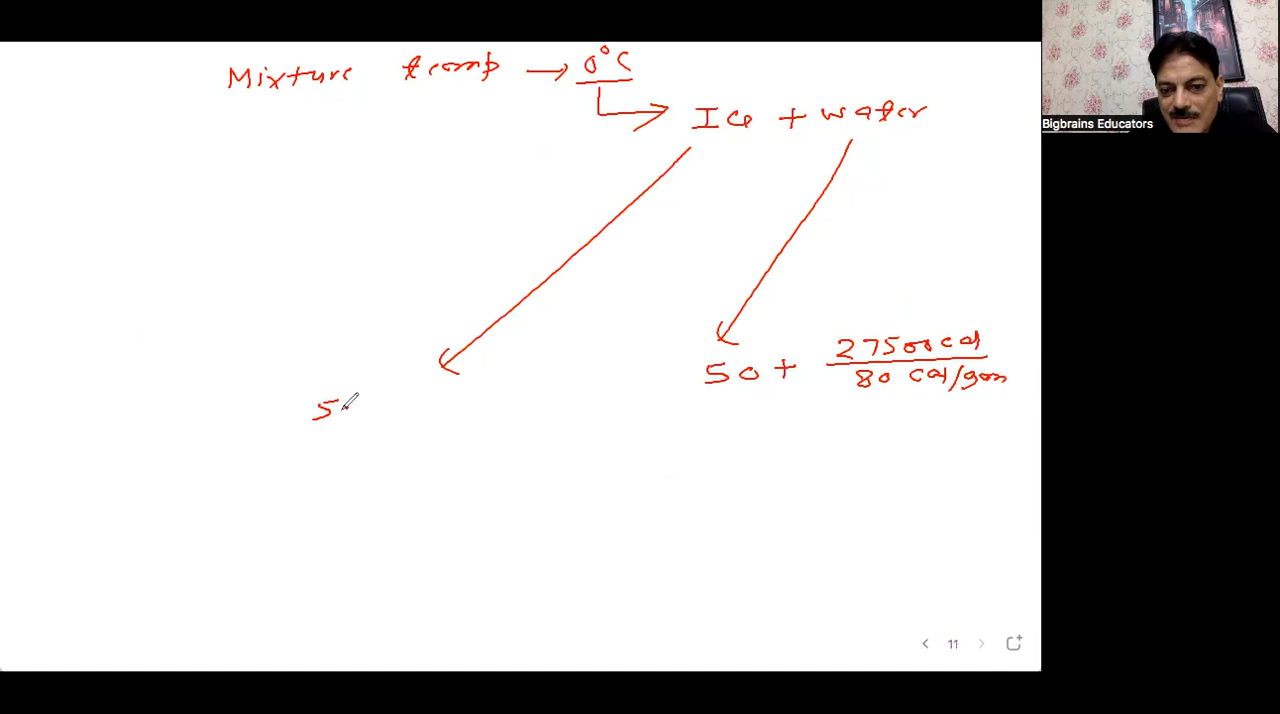 Mixture temp → 0°C
Ice + water
50 + 27500 cal / 80 cal/gm
5
Bigbrains Educators
11